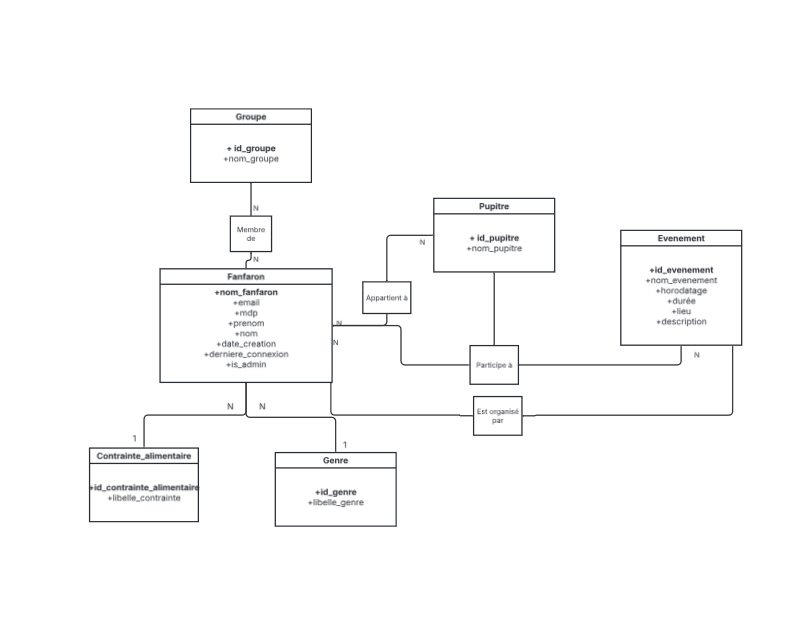 Groupe
+ id_groupe
+nom_groupe
N
Membre
de
N
Fanfaron
+nom_fanfaron
+email
+mdp
+prenom
+nom
+date_creation
+derniere_connexion
+is_admin
Pupitre
+ id_pupitre
+nom_pupitre
N
Appartient à
N
N
Evenement
+id_evenement
+nom_evenement
+horodatage
+durée
+lieu
+description
N
Participe à
Est organisé
par
N
N
1
1
Contrainte_alimentaire
+id_contrainte_alimentaire
+libelle_contrainte
Genre
+id_genre
+libelle_genre